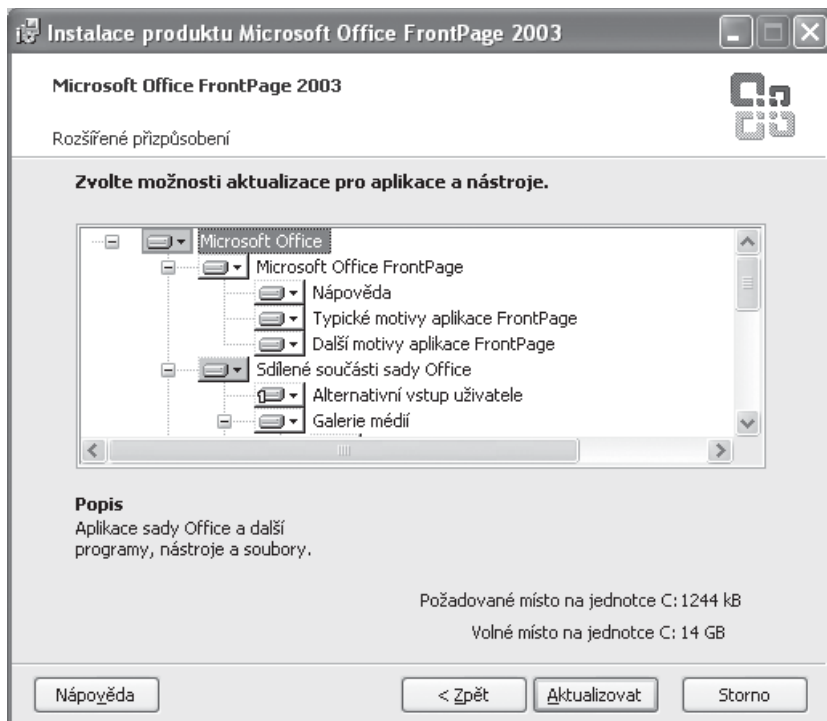 Instalace produktu Microsoft Office FrontPage 2003
Microsoft Office FrontPage 2003
Rozšířené přizpůsobení
Zvolte možnosti aktualizace pro aplikace a nástroje.
Microsoft Office
Microsoft Office FrontPage
Nápověda
Typické motivy aplikace FrontPage
Další motivy aplikace FrontPage
Sdílené součásti sady Office
Alternativní vstup uživatele
Galerie médií
Popis
Aplikace sady Office a další
programy, nástroje a soubory.
Požadované místo na jednotce C: 1244 kB
Volné místo na jednotce C: 14 GB
Nápověda
< Zpět
Aktualizovat
Storno